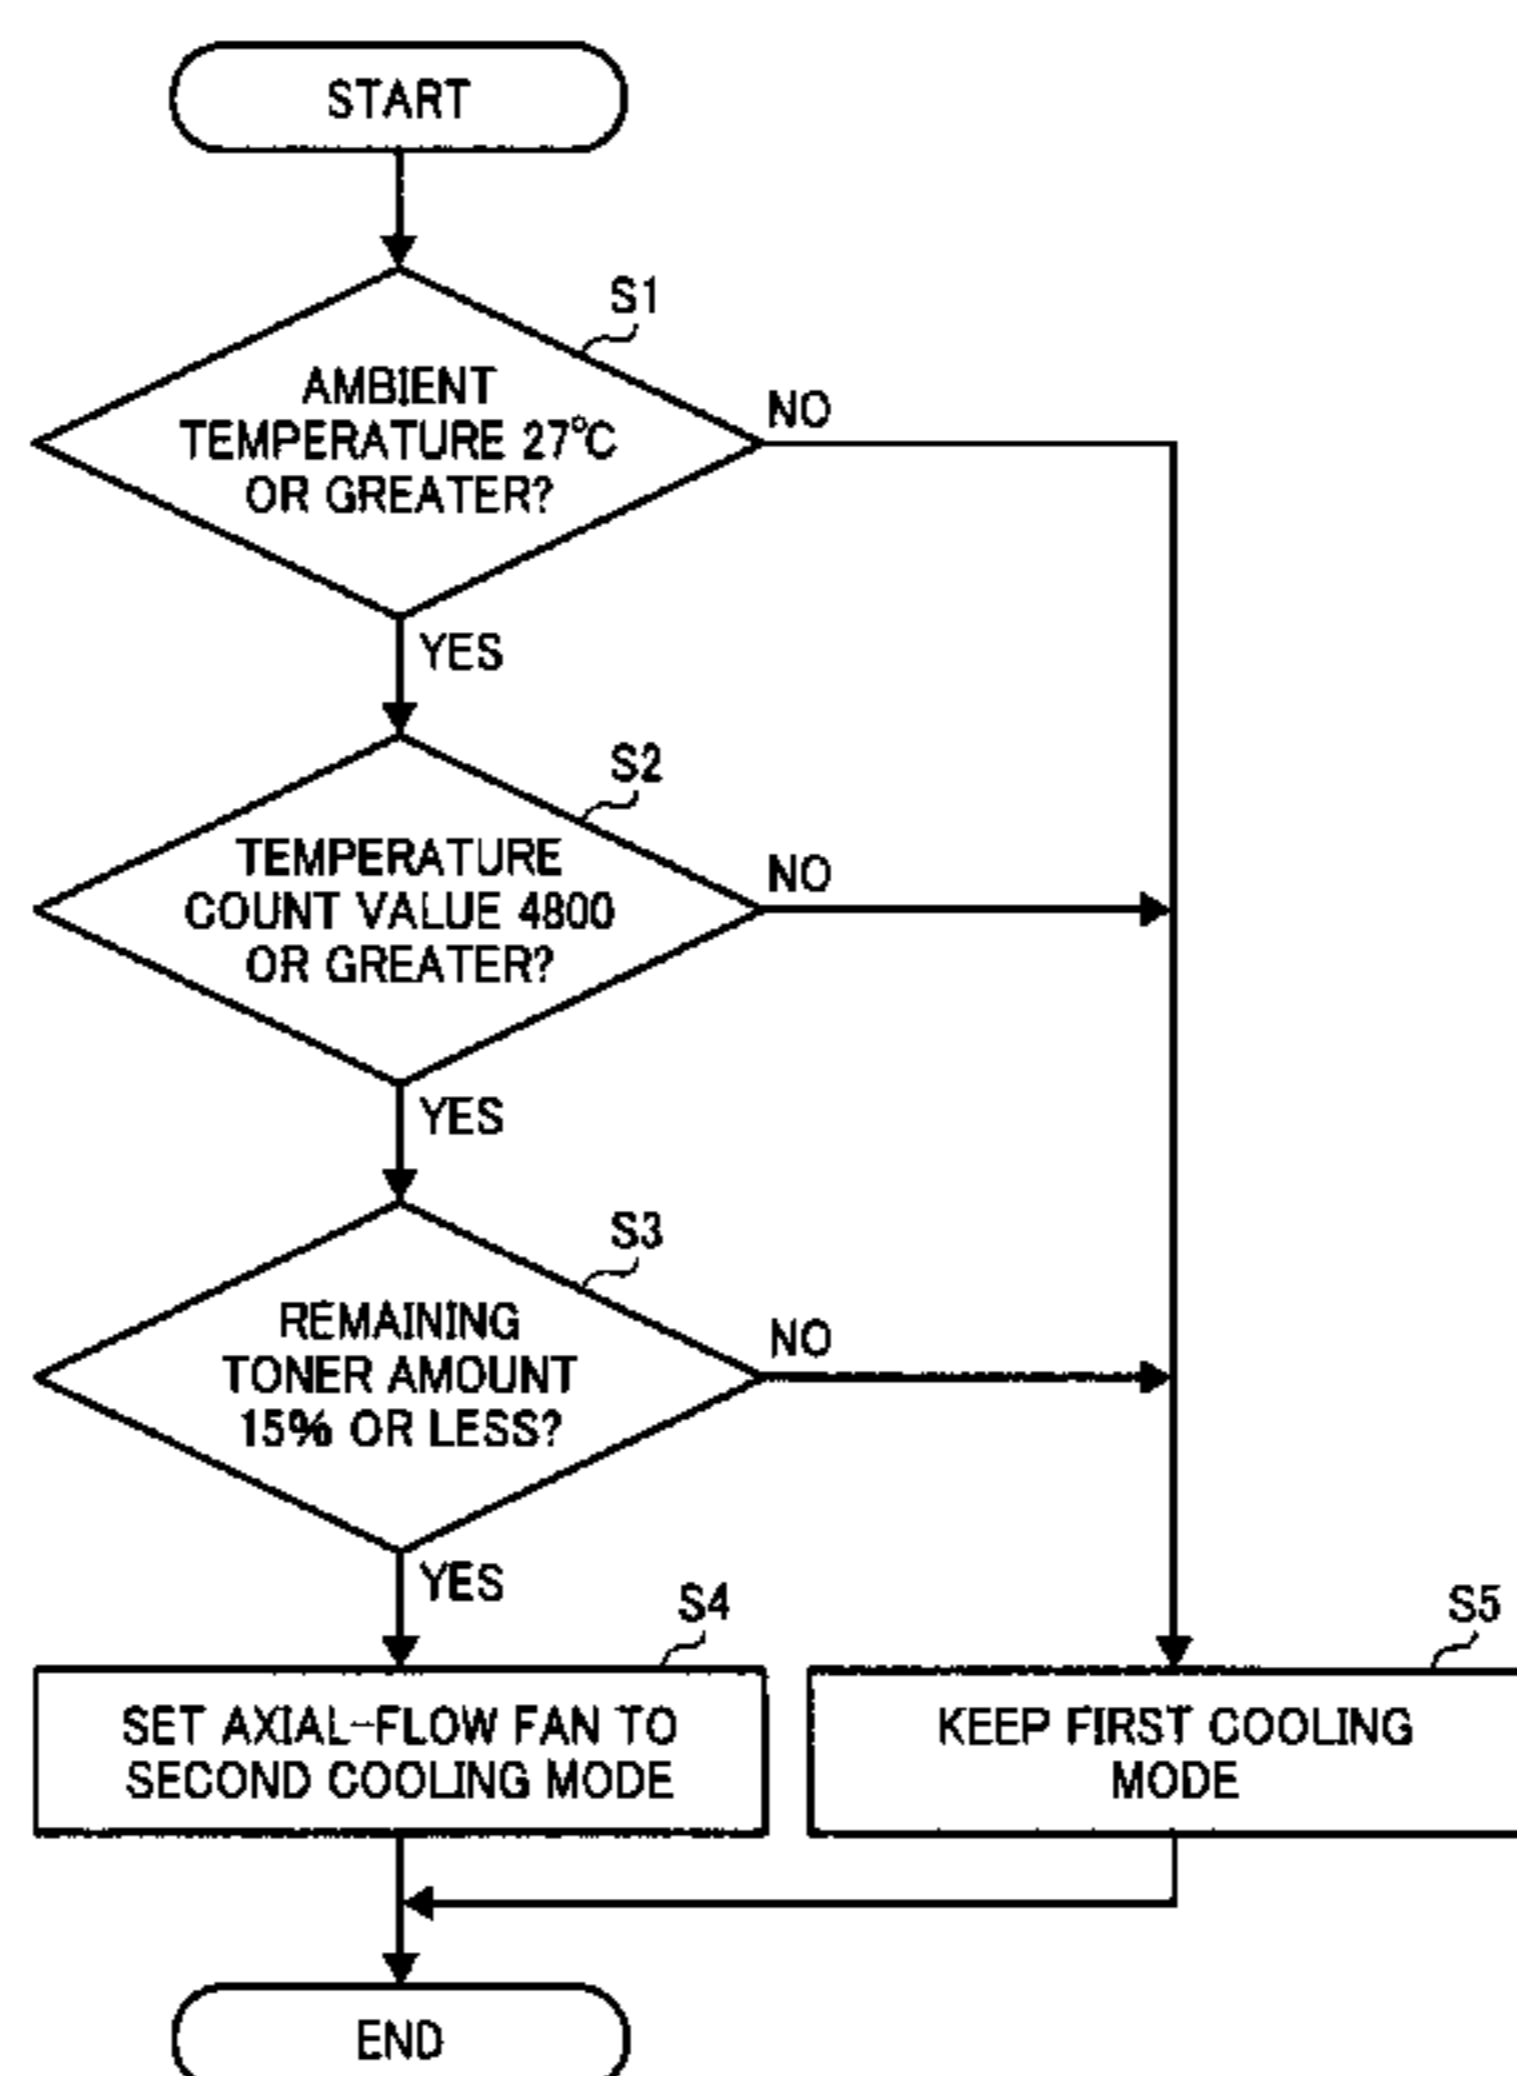 START
S1
AMBIENT
TEMPERATURE 27°C
OR GREATER?
NO
YES
S2
TEMPERATURE
COUNT VALUE 4800
OR GREATER?
NO
YES
S3
REMAINING
TONER AMOUNT
15% OR LESS?
NO
YES
S4
SET AXIAL-FLOW FAN TO
SECOND COOLING MODE
S5
KEEP FIRST COOLING
MODE
END